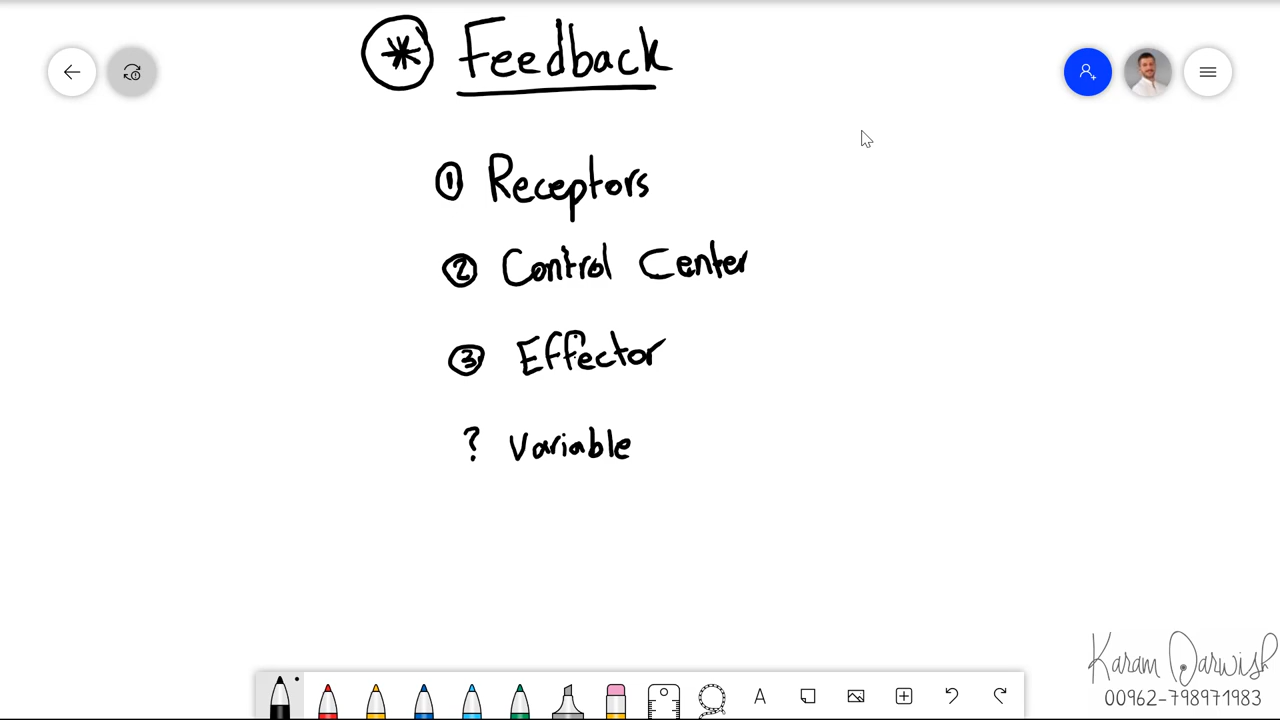 * Feedback
1 Receptors
2 Control Center
3 Effector
? Variable
A
Karam Darwish
00962-798971983